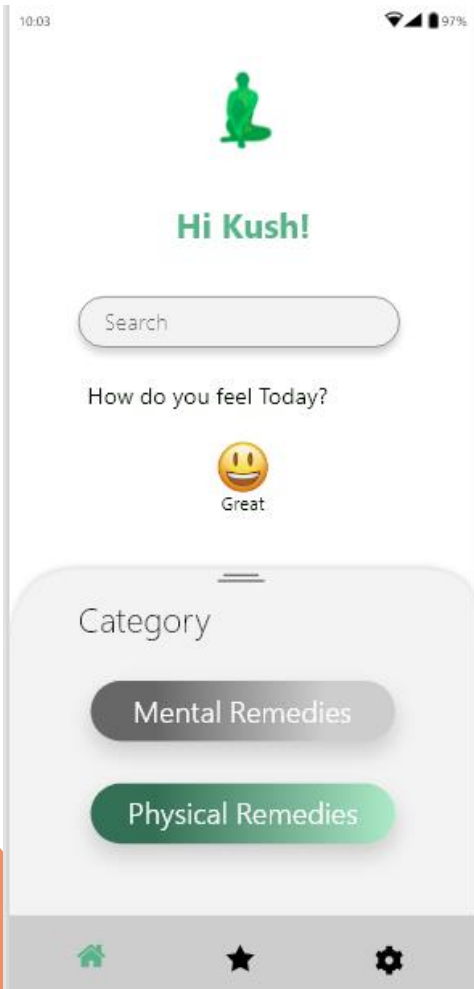 10:03 97%
Hi Kush!
Search
How do you feel Today?
Great
Category
Mental Remedies
Physical Remedies